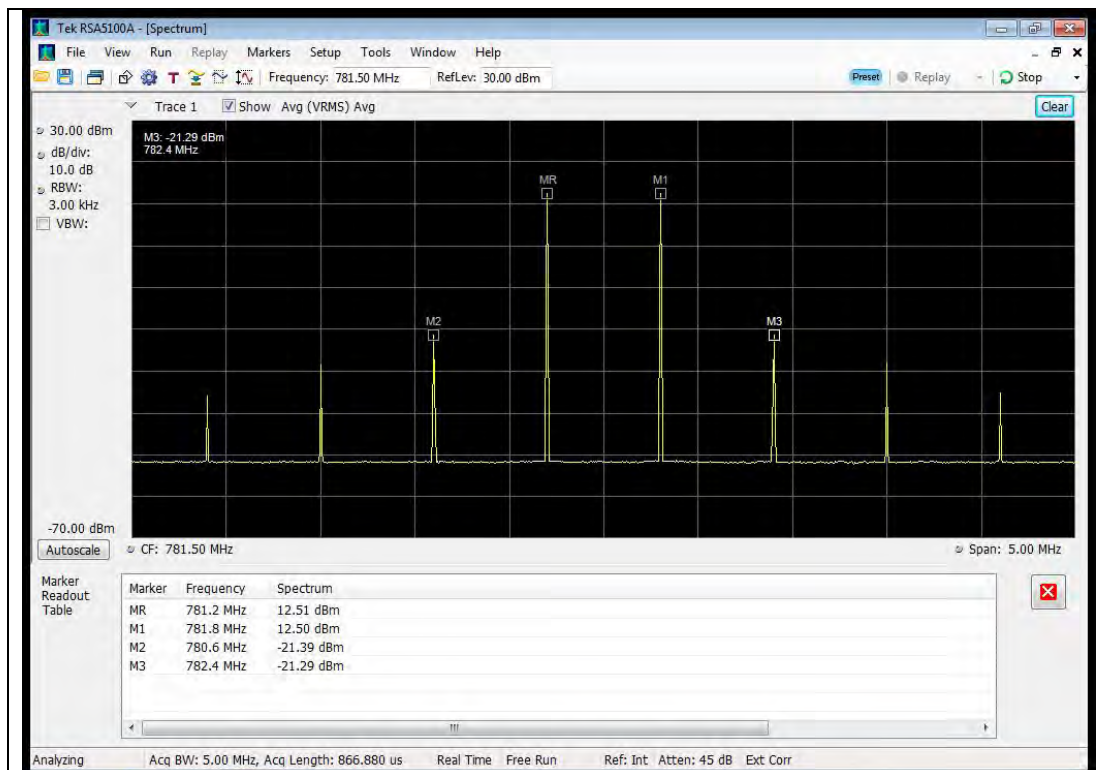 Tek RSA5100A - [Spectrum]
File View Run Replay Markers Setup Tools Window Help
Frequency: 781.50 MHz RefLev: 30.00 dBm Preset Replay Stop
Trace 1 Show Avg (VRMS) Avg Clear
30.00 dBm
dB/div:
10.0 dB
RBW:
3.00 kHz
VBW:
-70.00 dBm
Autoscale
M3: -21.29 dBm
782.4 MHz
MR M1
M2 M3
CF: 781.50 MHz Span: 5.00 MHz
Marker
Readout
Table
Marker Frequency Spectrum
MR 781.2 MHz 12.51 dBm
M1 781.8 MHz 12.50 dBm
M2 780.6 MHz -21.39 dBm
M3 782.4 MHz -21.29 dBm
Analyzing Acq BW: 5.00 MHz, Acq Length: 866.880 us Real Time Free Run Ref: Int Atten: 45 dB Ext Corr